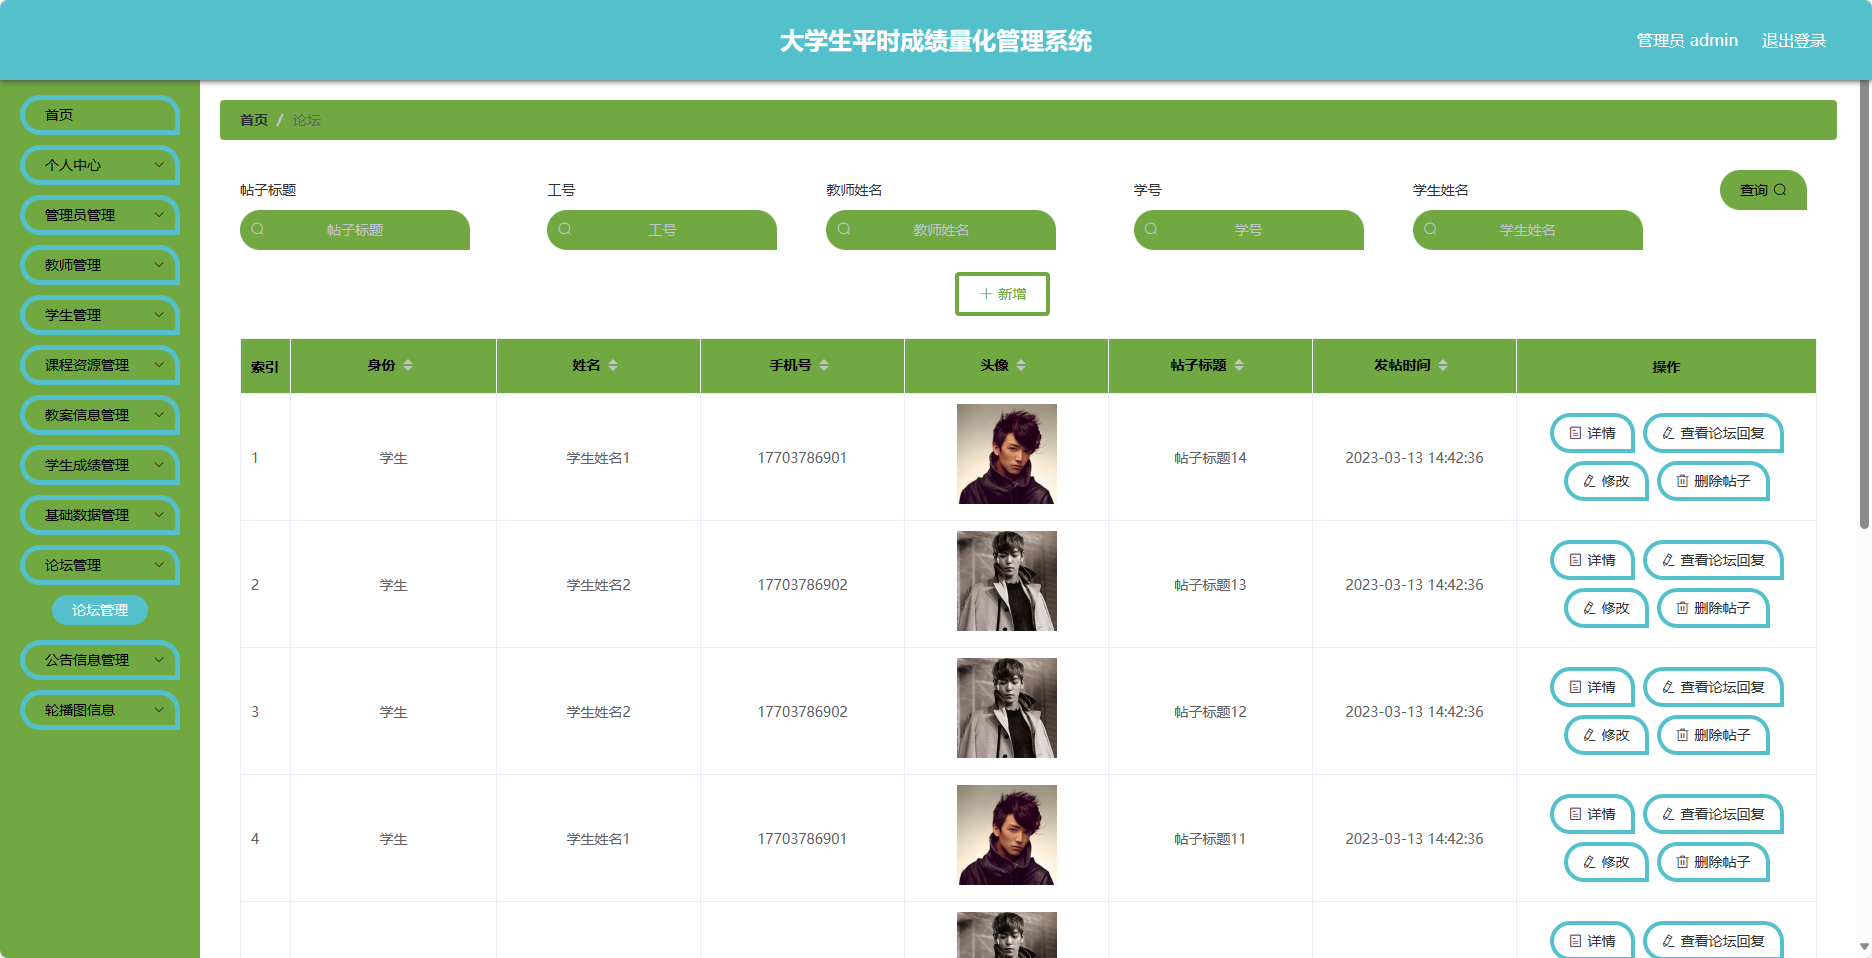 大学生平时成绩量化管理系统
管理员 admin 退出登录
首页
个人中心
管理员管理
教师管理
学生管理
课程资源管理
教案信息管理
学生成绩管理
基础数据管理
论坛管理
论坛管理
公告信息管理
轮播图信息
首页 / 论坛
帖子标题 工号 教师姓名 学号 学生姓名 查询
帖子标题 工号 教师姓名 学号 学生姓名
新增
索引 身份 姓名 手机号 头像 帖子标题 发帖时间 操作
1 学生 学生姓名1 17703786901 帖子标题14 2023-03-13 14:42:36
详情 查看论坛回复
修改 删除帖子
2 学生 学生姓名2 17703786902 帖子标题13 2023-03-13 14:42:36
详情 查看论坛回复
修改 删除帖子
3 学生 学生姓名2 17703786902 帖子标题12 2023-03-13 14:42:36
详情 查看论坛回复
修改 删除帖子
4 学生 学生姓名1 17703786901 帖子标题11 2023-03-13 14:42:36
详情 查看论坛回复
修改 删除帖子
详情 查看论坛回复